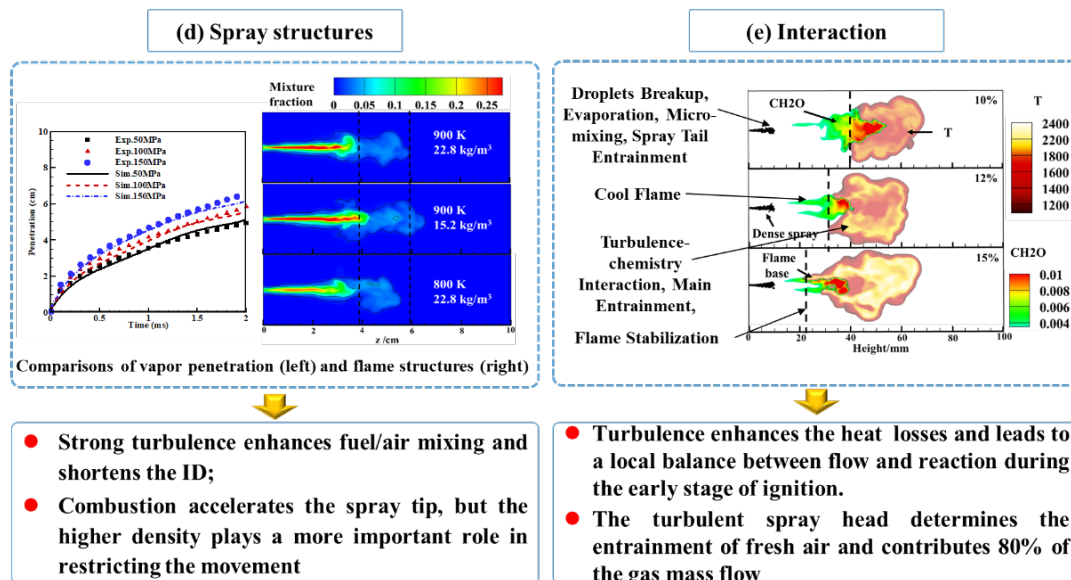 (d) Spray structures
Mixture
fraction
0 0.05 0.1 0.15 0.2 0.25
Penetration (cm)
10
8
6
4
2
0
Exp.50MPa
Exp.100MPa
Exp.150MPa
Sim.50MPa
Sim.100MPa
Sim.150MPa
0.5 1 1.5 2
Time (ms)
900 K
22.8 kg/m³
900 K
15.2 kg/m³
800 K
22.8 kg/m³
0 2 4 6 8 10
z /cm
Comparisons of vapor penetration (left) and flame structures (right)
Strong turbulence enhances fuel/air mixing and
shortens the ID;
Combustion accelerates the spray tip, but the
higher density plays a more important role in
restricting the movement
(e) Interaction
Droplets Breakup,
Evaporation, Micro-
mixing, Spray Tail
Entrainment
Cool Flame
Turbulence-
chemistry
Interaction, Main
Entrainment,
Flame Stabilization
CH2O
10%
T
12%
Dense spray
Flame
base
15%
0 20 40 60 80 100
Height/mm
T
2400
2200
2000
1800
1600
1400
1200
CH2O
0.01
0.008
0.006
0.004
Turbulence enhances the heat losses and leads to
a local balance between flow and reaction during
the early stage of ignition.
The turbulent spray head determines the
entrainment of fresh air and contributes 80% of
the gas mass flow